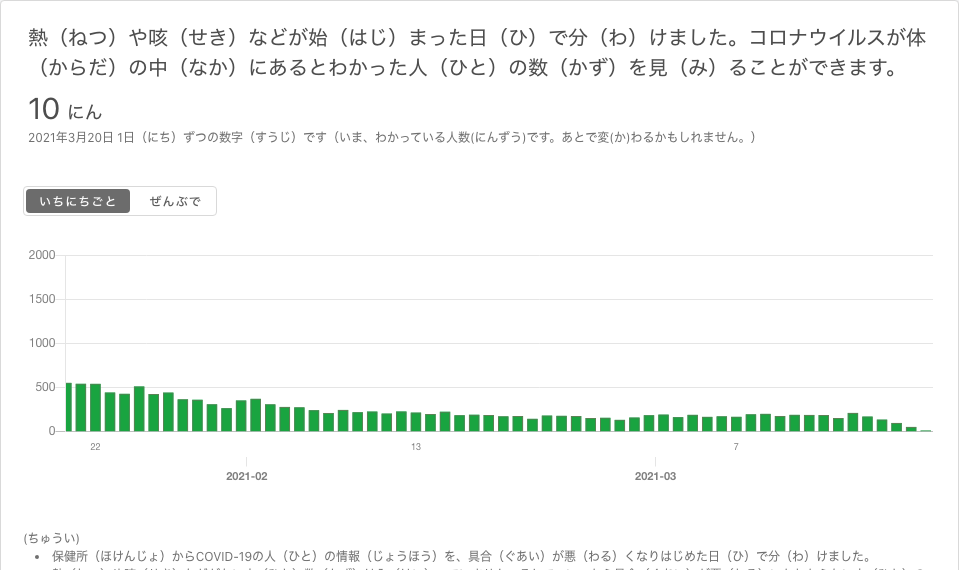 熱（ねつ）や咳（せき）などが始（はじ）まった日（ひ）で分（わ）けました。コロナウイルスが体
（からだ）の中（なか）にあるとわかった人（ひと）の数（かず）を見（み）ることができます。
10 にん
2021年3月20日 1日（にち）ずつの数字（すうじ）です（いま、わかっている人数(にんずう)です。あとで変(か)わるかもしれません。）
いちにちごと ぜんぶで
2000
1500
1000
500
0
22 13 7
2021-02 2021-03
(ちゅうい)
• 保健所（ほけんじょ）からCOVID-19の人（ひと）の情報（じょうほう）を、具合（ぐあい）が悪（わる）くなりはじめた日（ひ）で分（わ）けました。